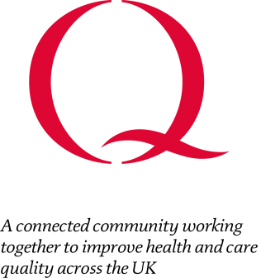 Q
A connected community working
together to improve health and care
quality across the UK